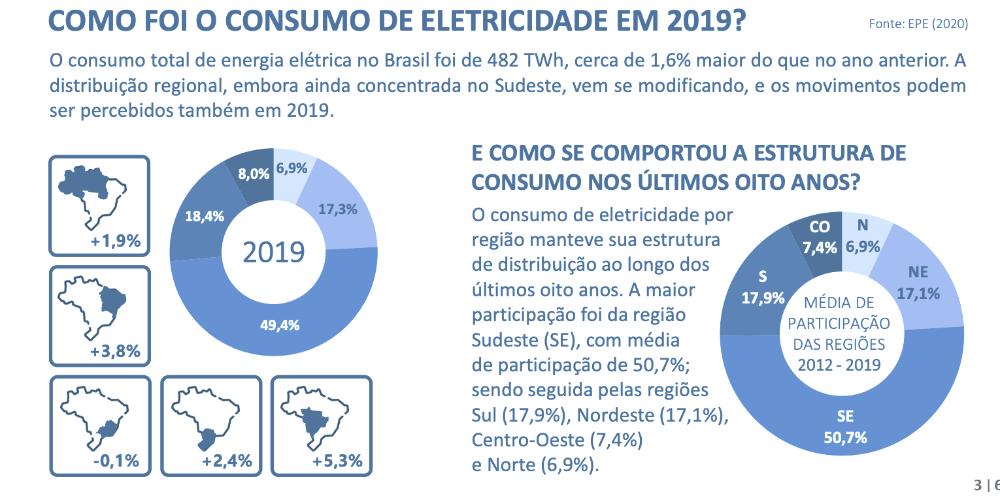 COMO FOI O CONSUMO DE ELETRICIDADE EM 2019?
Fonte: EPE (2020)
O consumo total de energia elétrica no Brasil foi de 482 TWh, cerca de 1,6% maior do que no ano anterior. A
distribuição regional, embora ainda concentrada no Sudeste, vem se modificando, e os movimentos podem
ser percebidos também em 2019.
+1,9%
+3,8%
-0,1%
+2,4%
+5,3%
8,0%
6,9%
17,3%
18,4%
2019
49,4%
E COMO SE COMPORTOU A ESTRUTURA DE
CONSUMO NOS ÚLTIMOS OITO ANOS?
O consumo de eletricidade por
região manteve sua estrutura
de distribuição ao longo dos
últimos oito anos. A maior
participação foi da região
Sudeste (SE), com média
de participação de 50,7%;
sendo seguida pelas regiões
Sul (17,9%), Nordeste (17,1%),
Centro-Oeste (7,4%)
e Norte (6,9%).
CO
7,4%
N
6,9%
NE
17,1%
S
17,9%
MÉDIA DE
PARTICIPAÇÃO
DAS REGIÕES
2012 - 2019
SE
50,7%
3 | 6